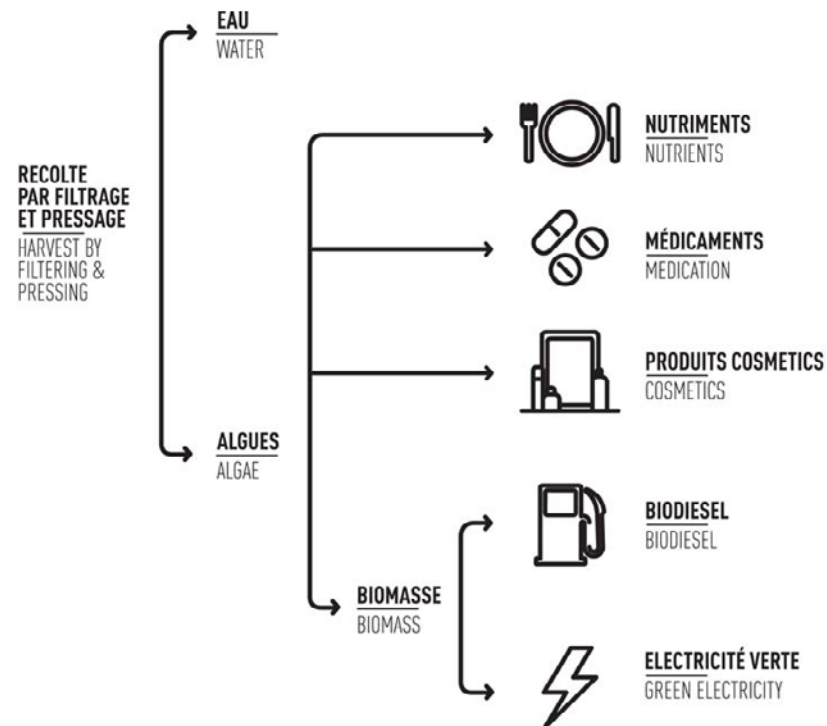 EAU
WATER
RECOLTE
PAR FILTRAGE
ET PRESSAGE
HARVEST BY
FILTERING &
PRESSING
ALGUES
ALGAE
NUTRIMENTS
NUTRIENTS
MÉDICAMENTS
MEDICATION
PRODUITS COSMETICS
COSMETICS
BIOMASSE
BIOMASS
BIODIESEL
BIODIESEL
ELECTRICITÉ VERTE
GREEN ELECTRICITY